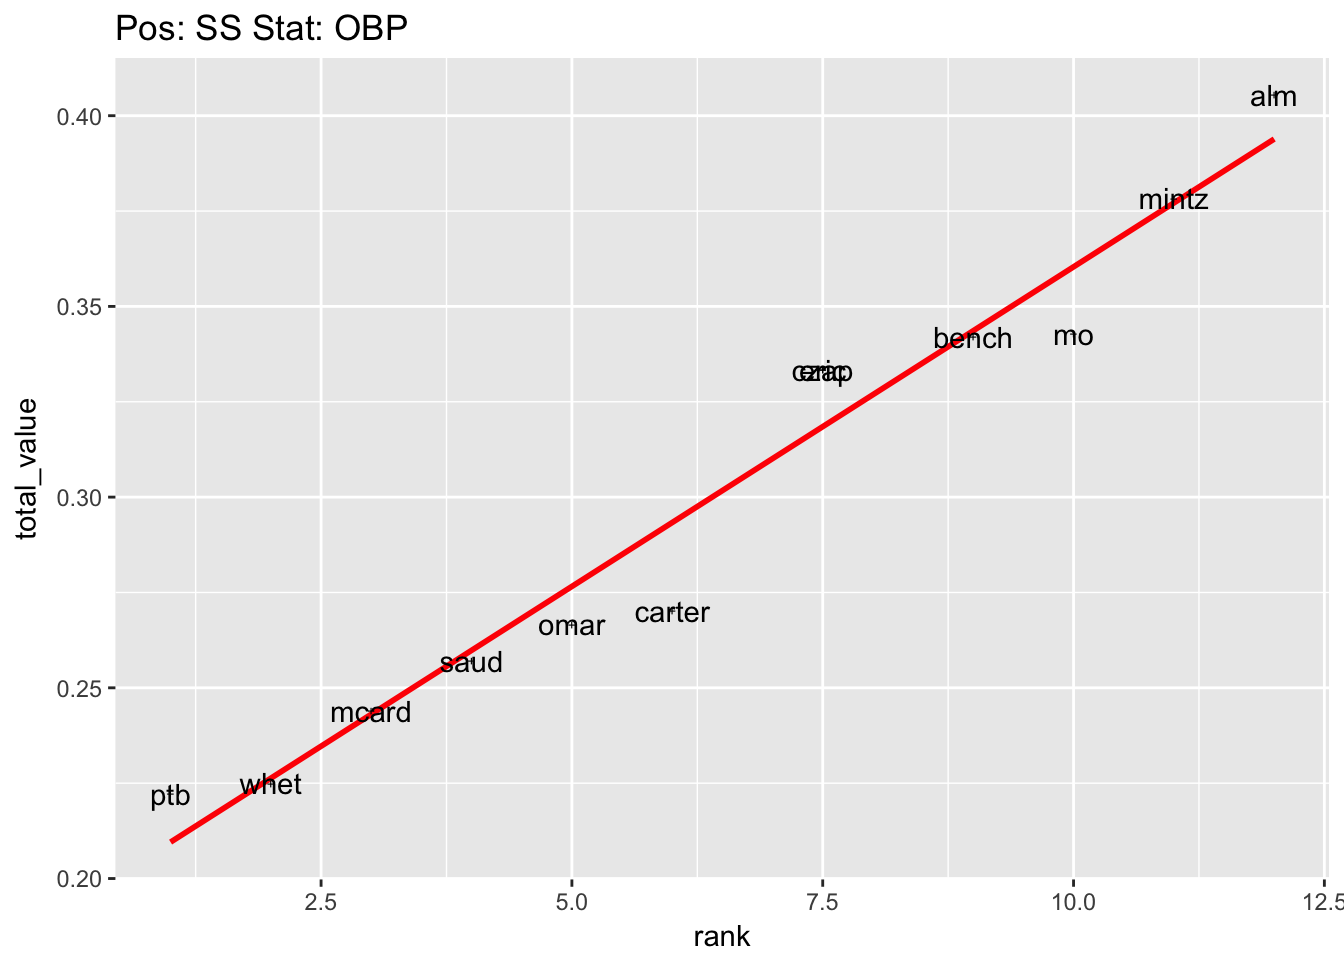 Pos: SS Stat: OBP
alm
0.40
mintz
0.35
bench
mo
total_value
0.30
carter
omar
saud
0.25
mcard
whet
ptb
0.20
2.5 5.0 7.5 10.0 12.5
rank